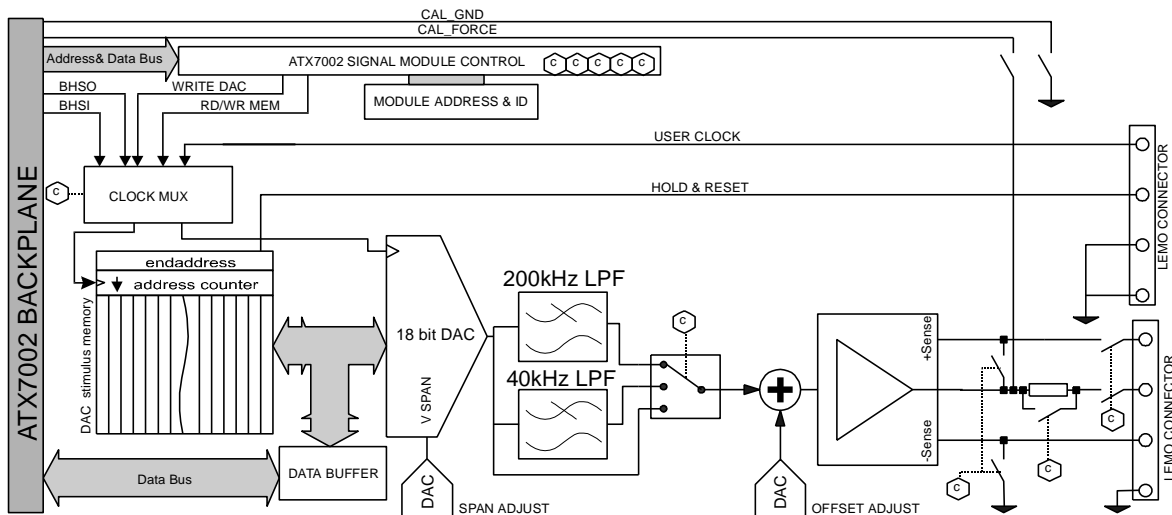 CAL_GND
CAL_FORCE
Address& Data Bus
ATX7002 SIGNAL MODULE CONTROL
C C C C C
BHSO
WRITE DAC
MODULE ADDRESS & ID
BHSI
RD/WR MEM
USER CLOCK
C
CLOCK MUX
HOLD & RESET
LEMO CONNECTOR
ATX7002 BACKPLANE
endaddress
address counter
DAC stimulus memory
18 bit DAC
V SPAN
200kHz LPF
40kHz LPF
C
+Sense
-Sense
C
C
C
LEMO CONNECTOR
DATA BUFFER
Data Bus
DAC
SPAN ADJUST
DAC
OFFSET ADJUST